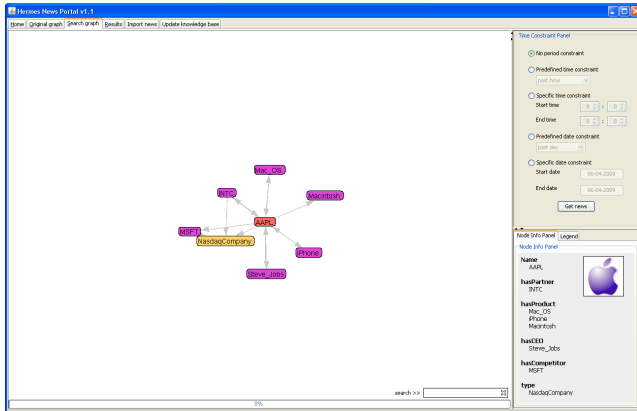 Hermes News Portal v1.1
Home Original graph Search graph Results Import news Update knowledge base
Mac_OS
INTC
Macintosh
AAPL
MSFT
NasdaqCompany
iPhone
Steve_Jobs
search >>
0%
Time Constraint Panel
No period constraint
Predefined time constraint
past hour
Specific time constraint
Start time 0 : 0
End time 0 : 0
Predefined date constraint
past day
Specific date constraint
Start date 06-04-2009
End date 06-04-2009
Get news
Node Info Panel Legend
Node Info Panel
Name
AAPL
hasPartner
INTC
hasProduct
Mac_OS
iPhone
Macintosh
hasCEO
Steve_Jobs
hasCompetitor
MSFT
type
NasdaqCompany